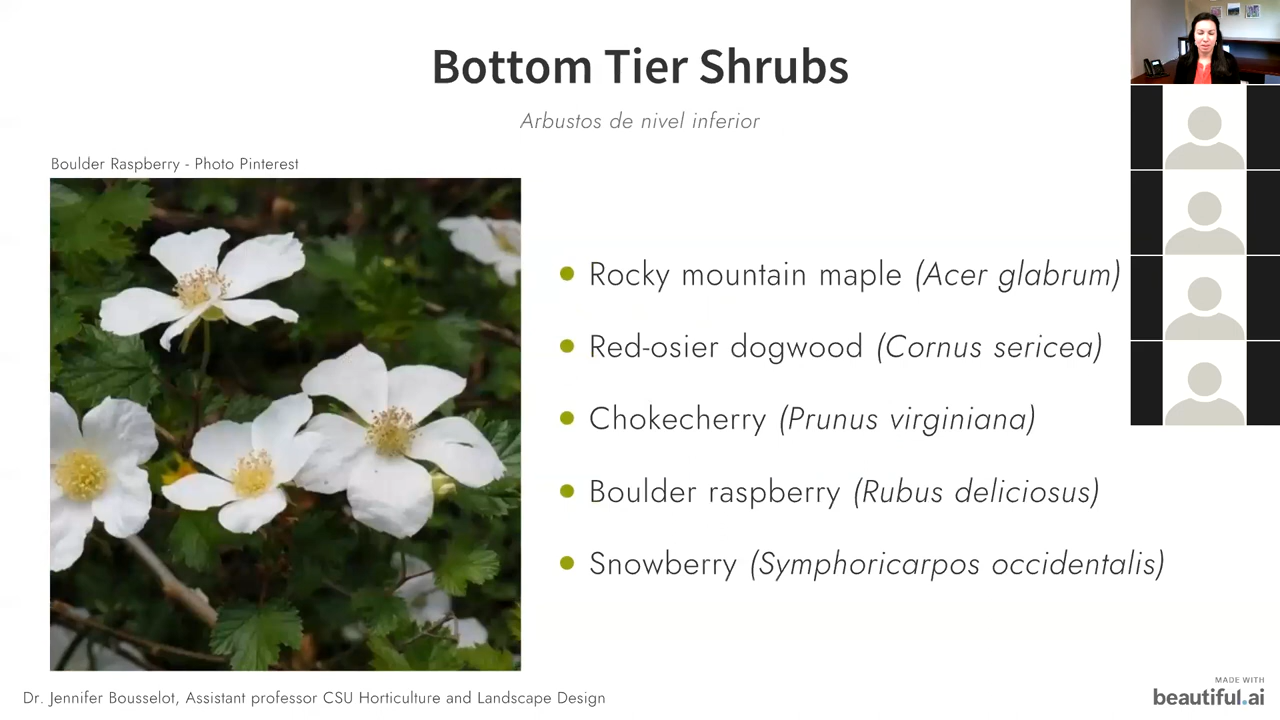 Bottom Tier Shrubs
Arbustos de nivel inferior
Boulder Raspberry - Photo Pinterest
Rocky mountain maple (Acer glabrum)
Red-osier dogwood (Cornus sericea)
Chokecherry (Prunus virginiana)
Boulder raspberry (Rubus deliciosus)
Snowberry (Symphoricarpos occidentalis)
Dr. Jennifer Bousselot, Assistant professor CSU Horticulture and Landscape Design
MADE WITH
beautiful.ai